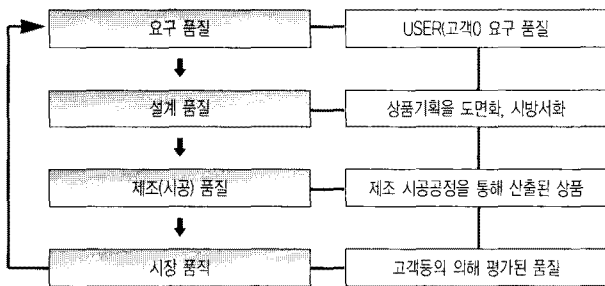 요구 품질
USER(고객() 요구 품질
설계 품질
상품기획을 도면화, 시방서화
제조(시공) 품질
제조 시공공정을 통해 산출된 상품
시장 품직
고객등의 의해 평가된 품질